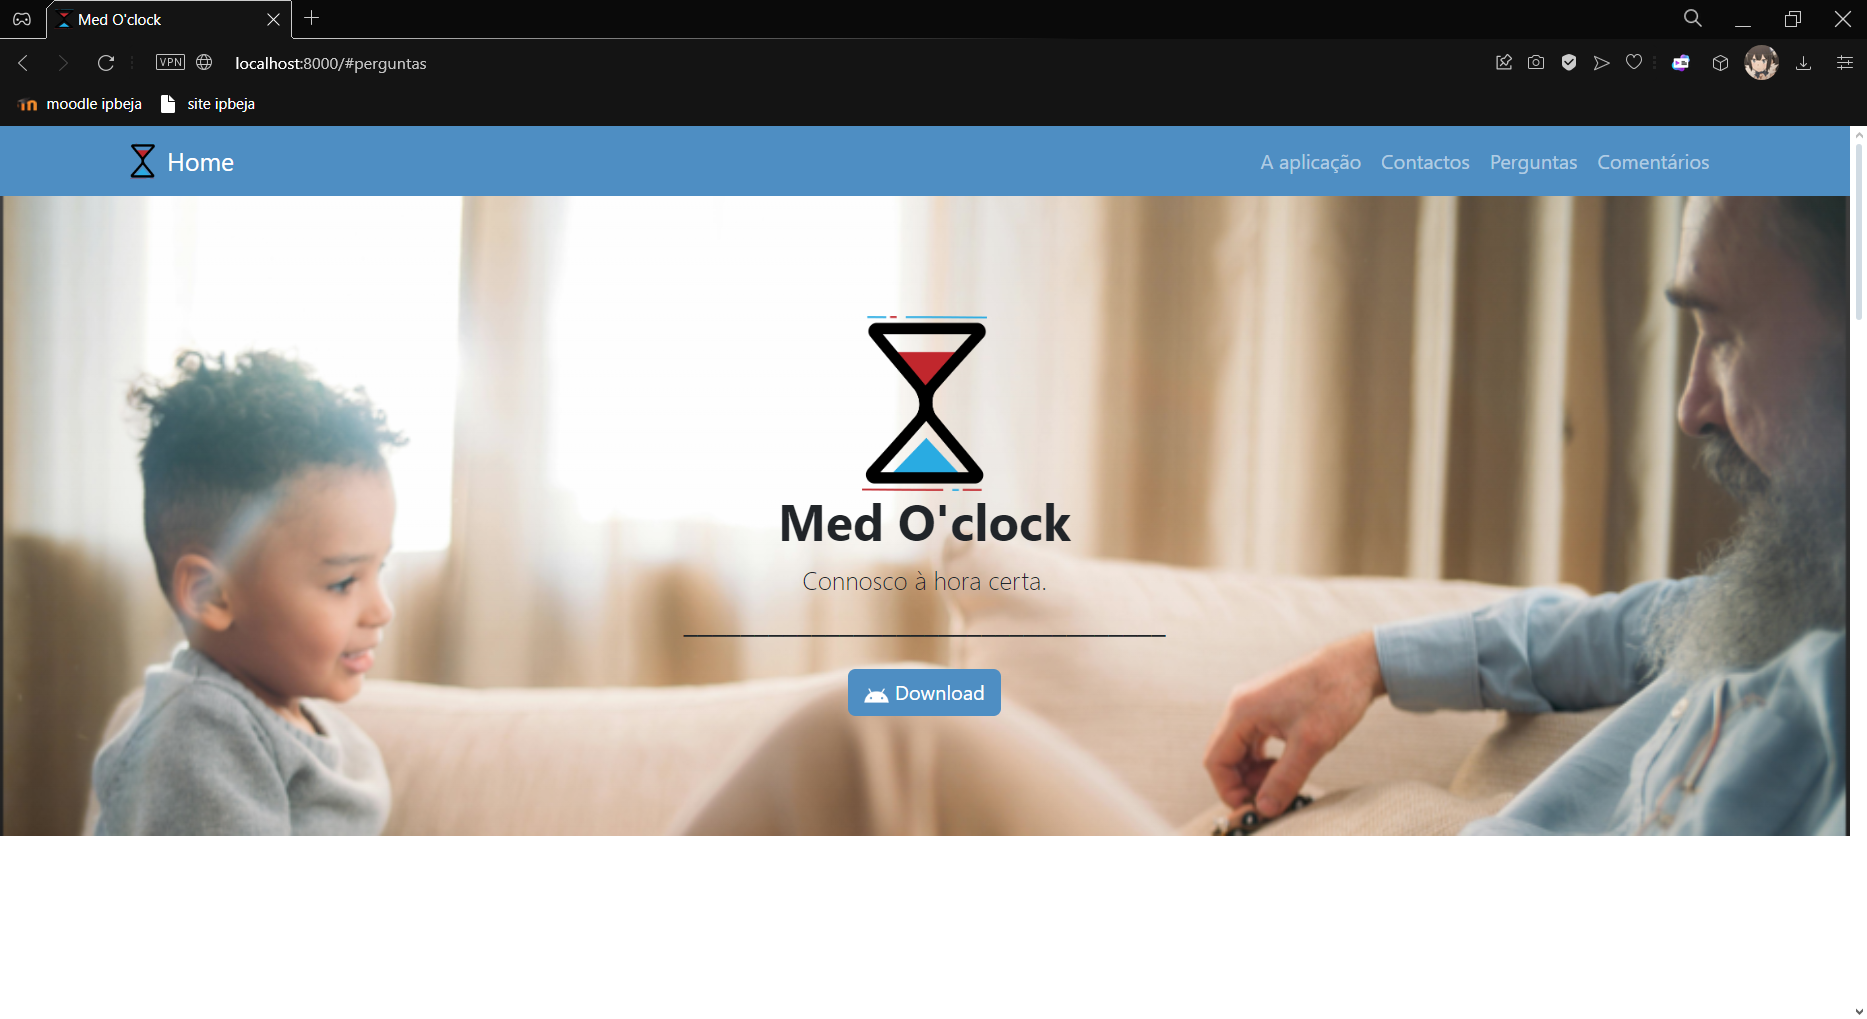 Med O'clock
VPN
localhost:8000/#perguntas
moodle ipbeja
site ipbeja
Home
A aplicação
Contactos
Perguntas
Comentários
Med O'clock
Connosco à hora certa.
Download